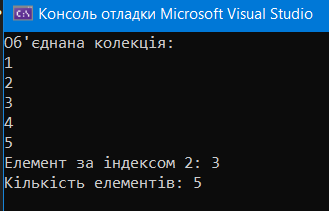 Консоль отладки Microsoft Visual Studio
Об'єднана колекція:
1
2
3
4
5
Елемент за індексом 2: 3
Кількість елементів: 5